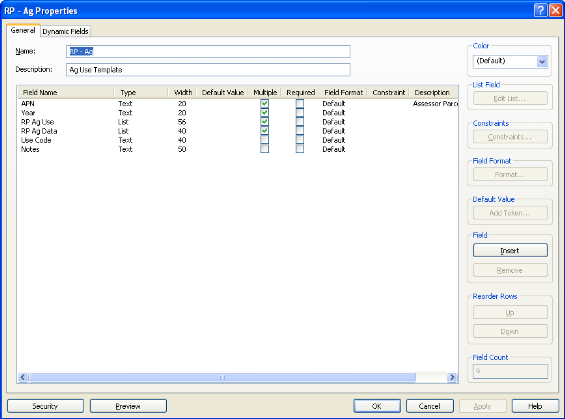 RP - Ag Properties
General Dynamic Fields
Name: RP - Ag
Description: Ag Use Template
Field Name Type Width Default Value Multiple Required Field Format Constraint Description
APN Text 20 Default Assessor Parce
Year Text 20 Default
RP Ag Use List 56 Default
RP Ag Data List 40 Default
Use Code Text 40 Default
Notes Text 50 Default
Color
(Default)
List Field
Edit List...
Constraints
Constraints...
Field Format
Format...
Default Value
Add Token...
Field
Insert
Remove
Reorder Rows
Up
Down
Field Count
6
Security Preview OK Cancel Apply Help